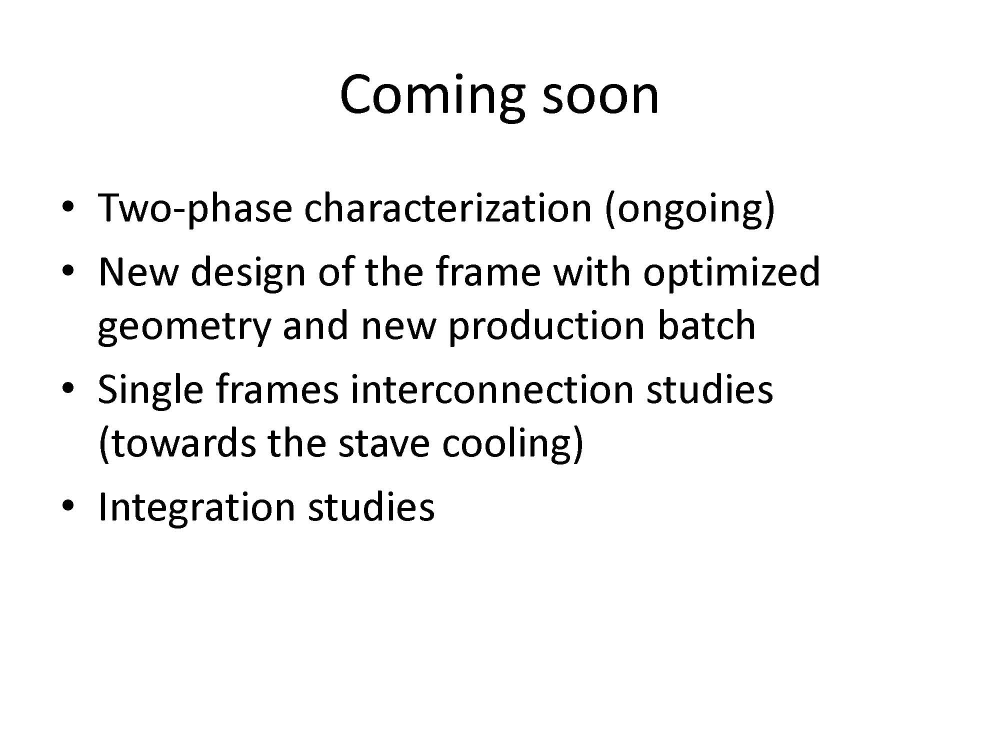 Coming soon
• Two-phase characterization (ongoing)
• New design of the frame with optimized
geometry and new production batch
• Single frames interconnection studies
(towards the stave cooling)
• Integration studies